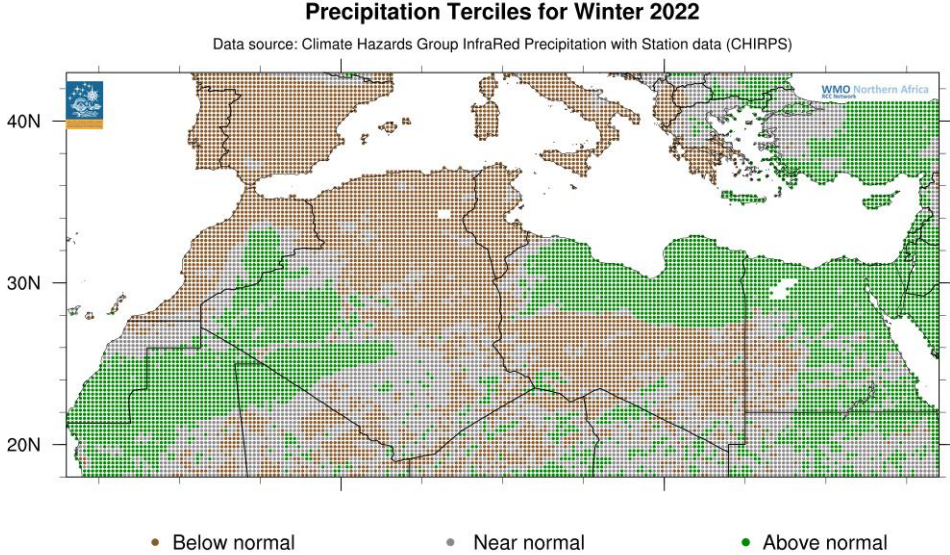 Precipitation Terciles for Winter 2022
Data source: Climate Hazards Group InfraRed Precipitation with Station data (CHIRPS)
WMO Northern Africa
RCC Network
40N
30N
20N
Below normal
Near normal
Above normal